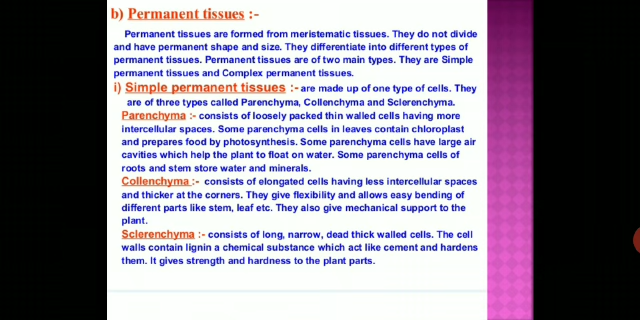 b) Permanent tissues :-
Permanent tissues are formed from meristematic tissues. They do not divide
and have permanent shape and size. They differentiate into different types of
permanent tissues. Permanent tissues are of two main types. They are Simple
permanent tissues and Complex permanent tissues.
i) Simple permanent tissues :- are made up of one type of cells. They
are of three types called Parenchyma, Collenchyma and Sclerenchyma.
Parenchyma :- consists of loosely packed thin walled cells having more
intercellular spaces. Some parenchyma cells in leaves contain chloroplast
and prepares food by photosynthesis. Some parenchyma cells have large air
cavities which help the plant to float on water. Some parenchyma cells of
roots and stem store water and minerals.
Collenchyma :- consists of elongated cells having less intercellular spaces
and thicker at the corners. They give flexibility and allows easy bending of
different parts like stem, leaf etc. They also give mechanical support to the
plant.
Sclerenchyma :- consists of long, narrow, dead thick walled cells. The cell
walls contain lignin a chemical substance which act like cement and hardens
them. It gives strength and hardness to the plant parts.